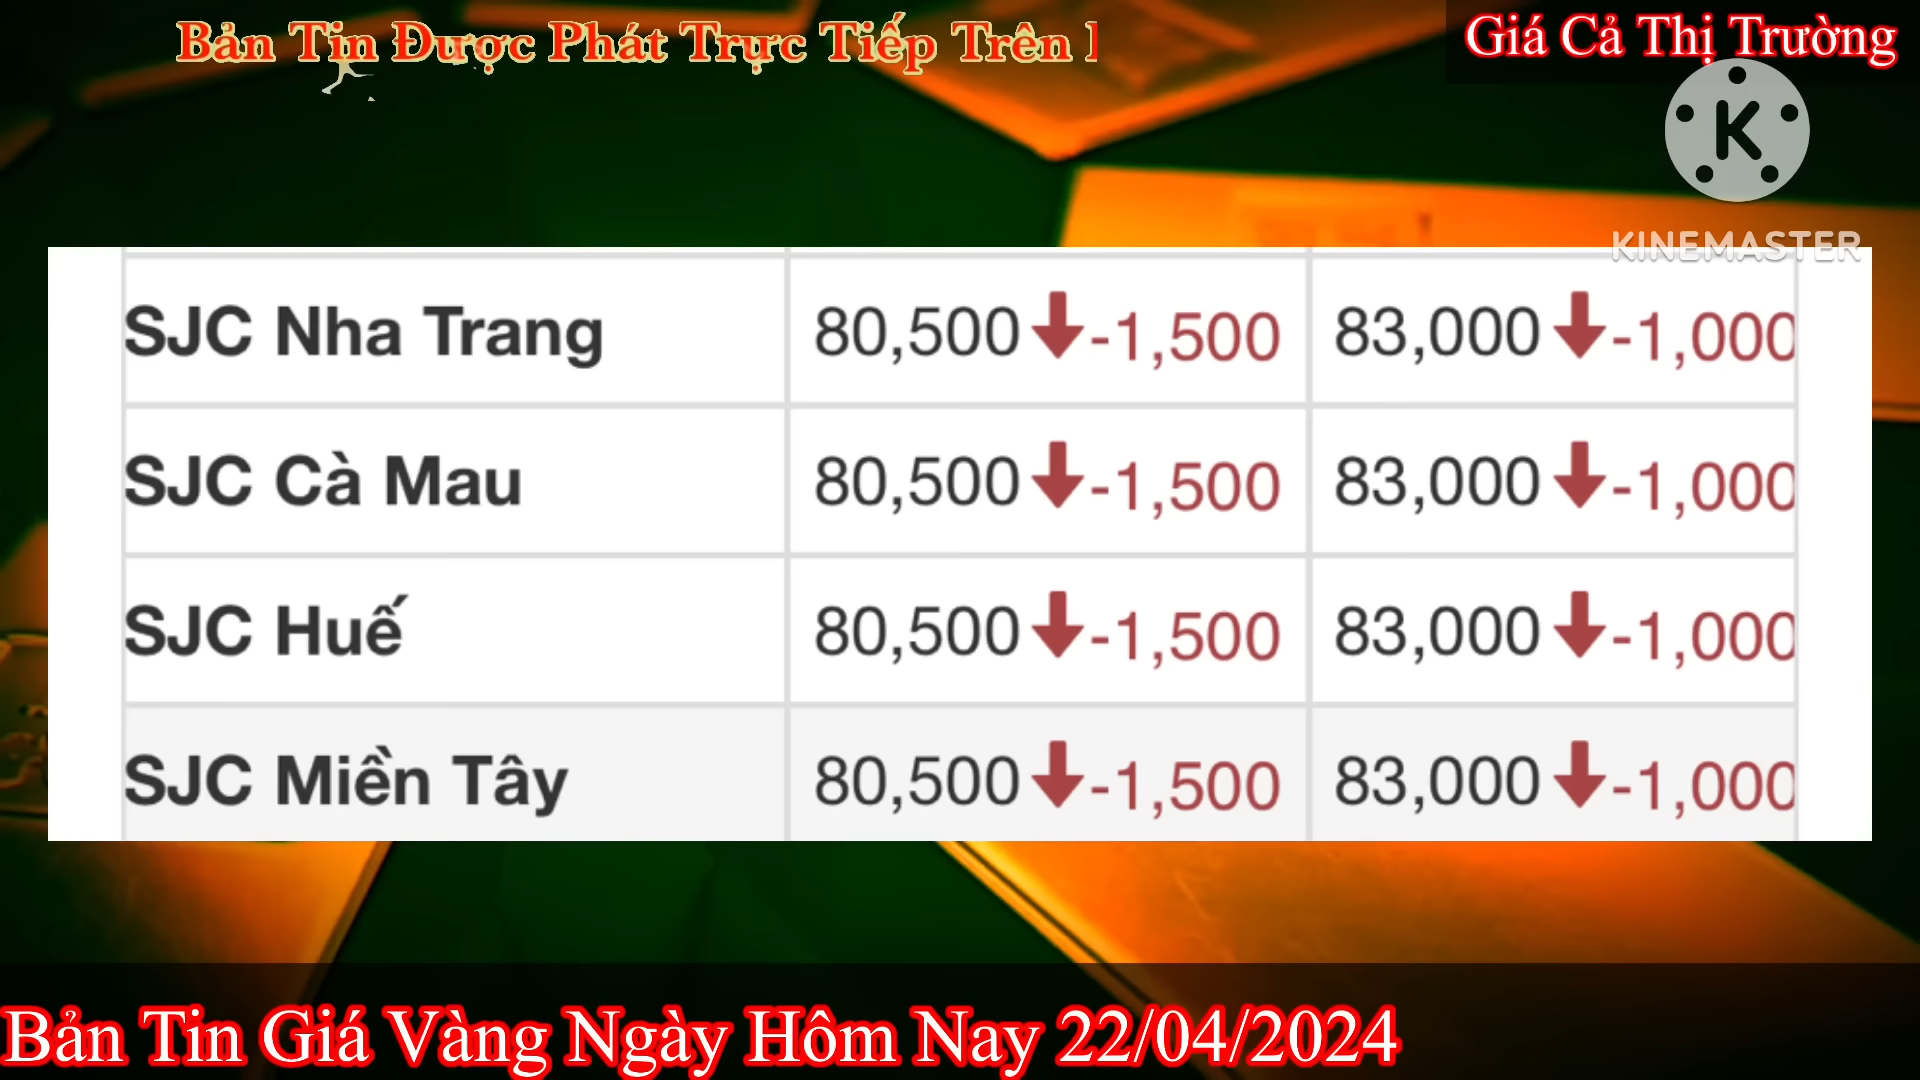 Bản Tin Được Phát Trực Tiếp Trên
Giá Cả Thị Trường
K
KINEMASTER
SJC Nha Trang 80,500 -1,500 83,000 -1,000
SJC Cà Mau 80,500 -1,500 83,000 -1,000
SJC Huế 80,500 -1,500 83,000 -1,000
SJC Miền Tây 80,500 -1,500 83,000 -1,000
Bản Tin Giá Vàng Ngày Hôm Nay 22/04/2024